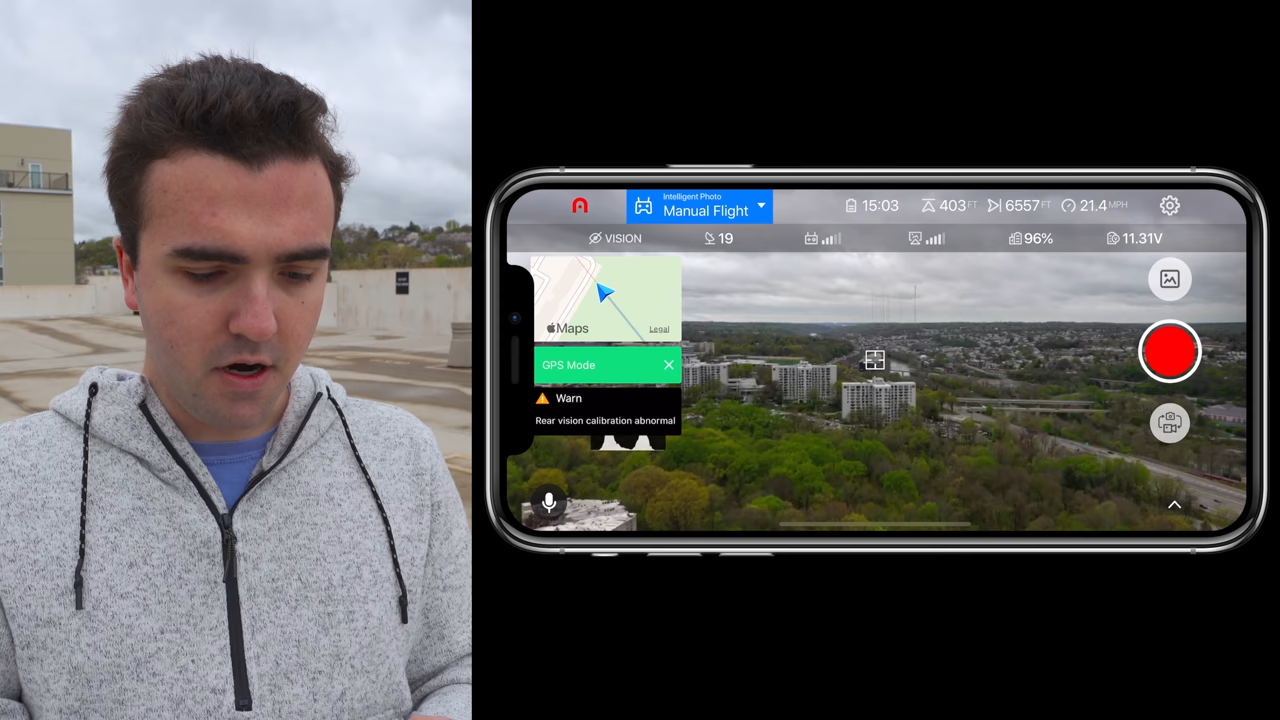 Intelligent Photo
Manual Flight
15:03
403FT
6557FT
21.4MPH
VISION
19
96%
11.31V
Maps
Legal
GPS Mode
Warn
Rear vision calibration abnormal